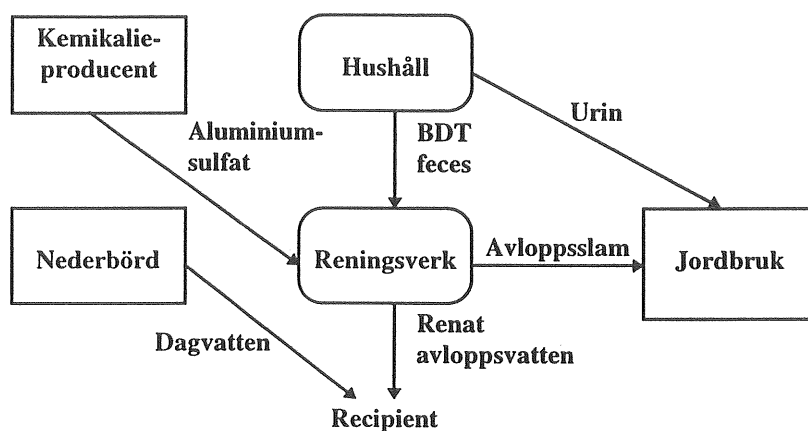 Kemikalie-
producent
Hushåll
Urin
Aluminium-
sulfat
BDT
feces
Nederbörd
Reningsverk
Avloppsslam
Jordbruk
Dagvatten
Renat
avloppsvatten
Recipient